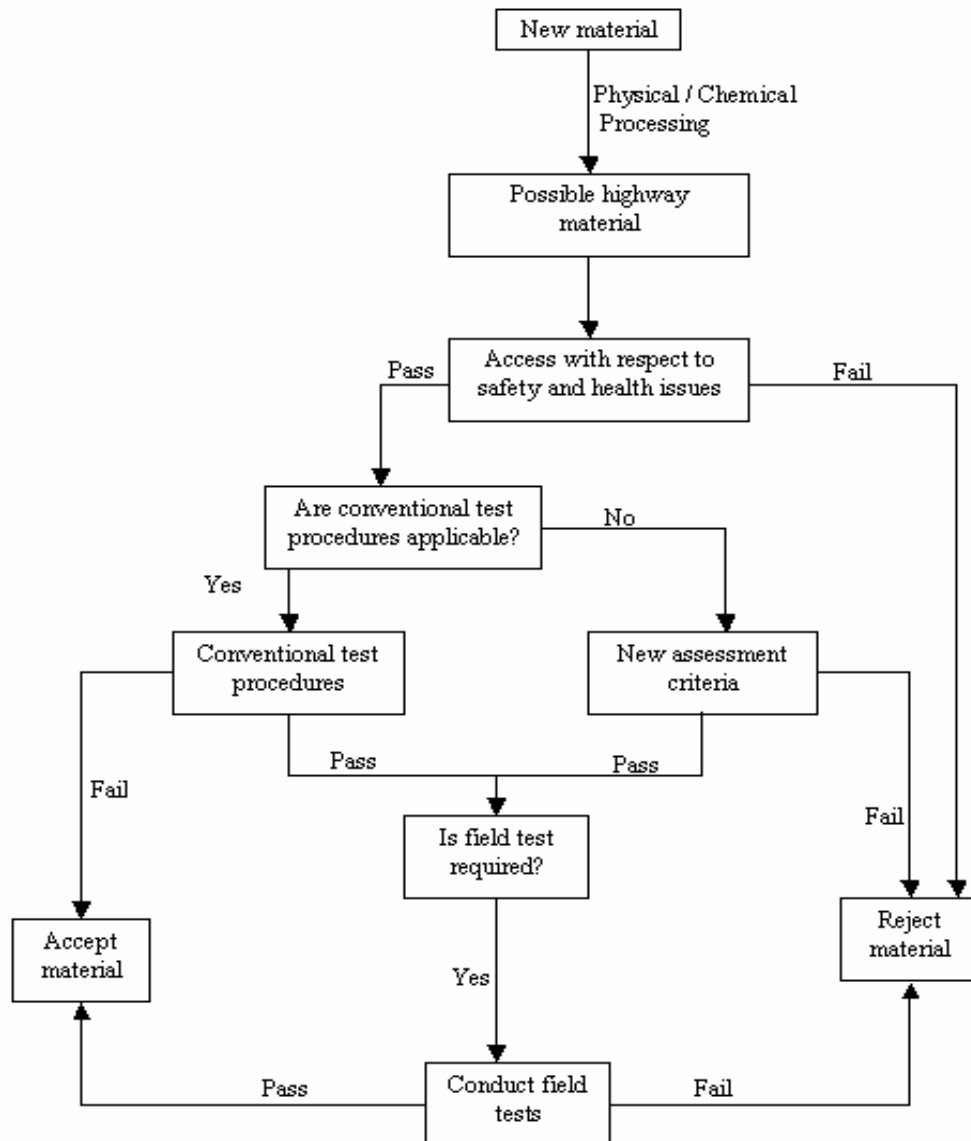 New material
Physical / Chemical
Processing
Possible highway
material
Access with respect to
safety and health issues
Pass
Fail
Are conventional test
procedures applicable?
No
Yes
Conventional test
procedures
New assessment
criteria
Pass
Pass
Fail
Fail
Is field test
required?
Accept
material
Reject
material
Yes
Pass
Conduct field
tests
Fail